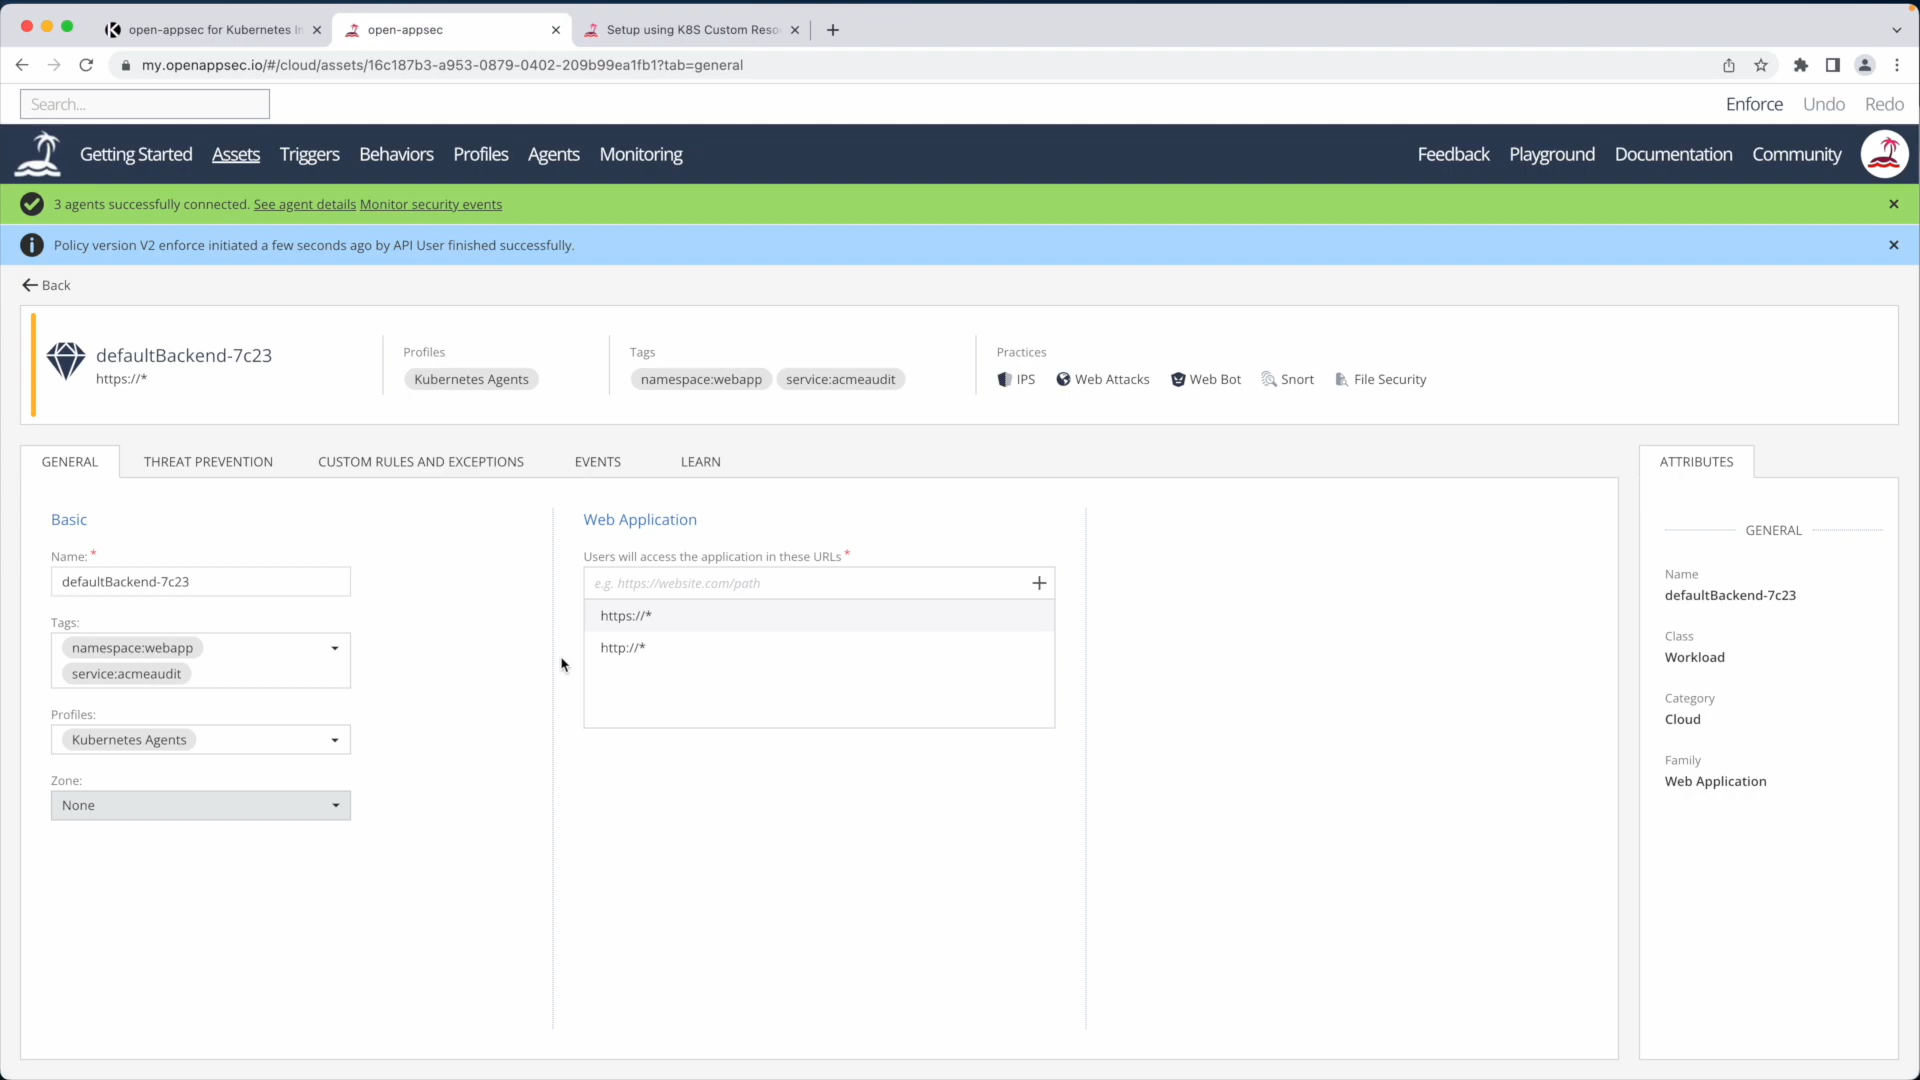 open-appsec for Kubernetes In
open-appsec
Setup using K8S Custom Reso
my.openappsec.io/#/cloud/assets/16c187b3-a953-0879-0402-209b99ea1fb1?tab=general
Search...
Enforce Undo Redo
Getting Started Assets Triggers Behaviors Profiles Agents Monitoring Feedback Playground Documentation Community
3 agents successfully connected. See agent details Monitor security events
Policy version V2 enforce initiated a few seconds ago by API User finished successfully.
Back
defaultBackend-7c23
https://*
Profiles
Kubernetes Agents
Tags
namespace:webapp service:acmeaudit
Practices
IPS Web Attacks Web Bot Snort File Security
GENERAL THREAT PREVENTION CUSTOM RULES AND EXCEPTIONS EVENTS LEARN
Basic
Name: *
defaultBackend-7c23
Tags:
namespace:webapp
service:acmeaudit
Profiles:
Kubernetes Agents
Zone:
None
Web Application
Users will access the application in these URLs *
e.g. https://website.com/path
https://*
http://*
ATTRIBUTES
GENERAL
Name
defaultBackend-7c23
Class
Workload
Category
Cloud
Family
Web Application